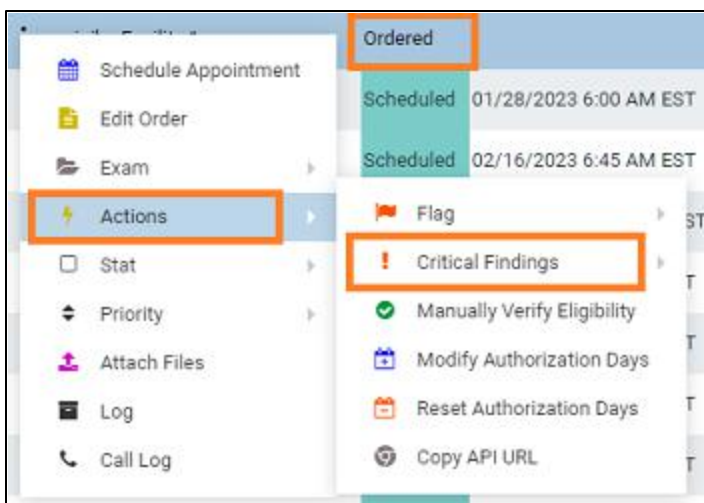 Ordered
Schedule Appointment
Scheduled 01/28/2023 6:00 AM EST
Edit Order
Scheduled 02/16/2023 6:45 AM EST
Exam
Actions
Flag
ST
Stat
Critical Findings
T
Priority
Manually Verify Eligibility
Attach Files
Modify Authorization Days
T
Log
Reset Authorization Days
T
Call Log
Copy API URL
T